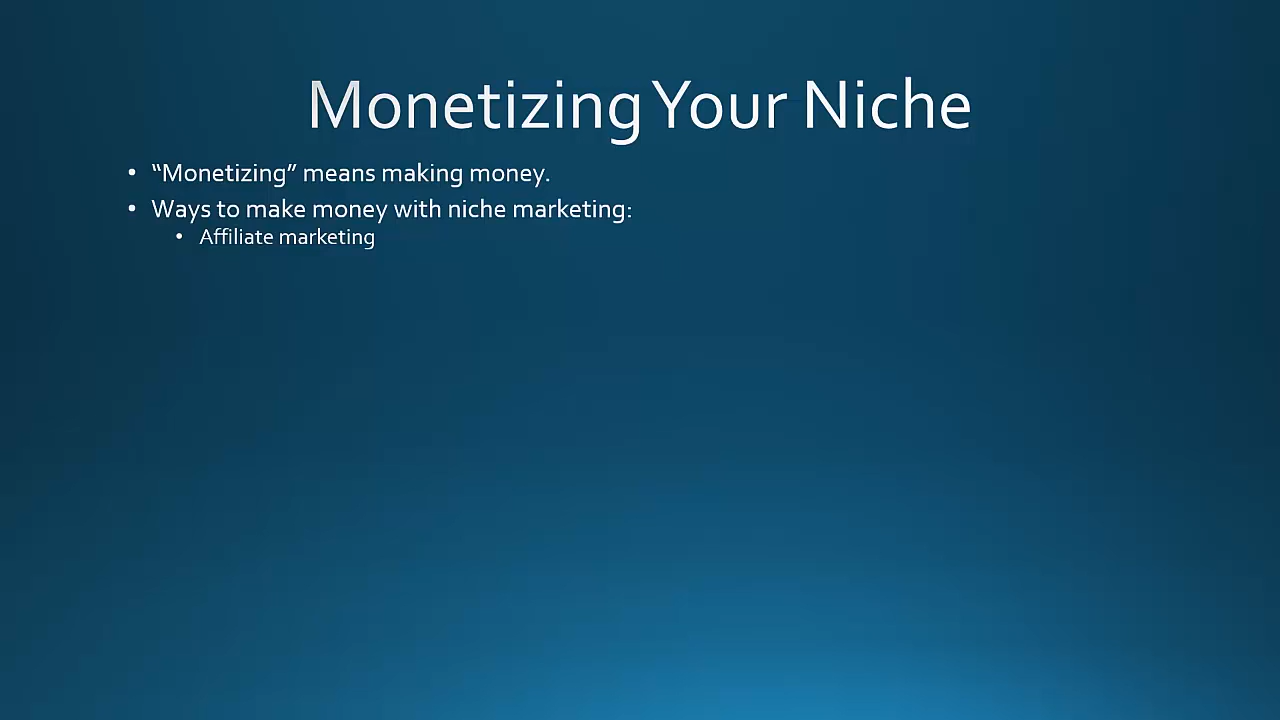 Monetizing Your Niche
• “Monetizing” means making money.
• Ways to make money with niche marketing:
• Affiliate marketing